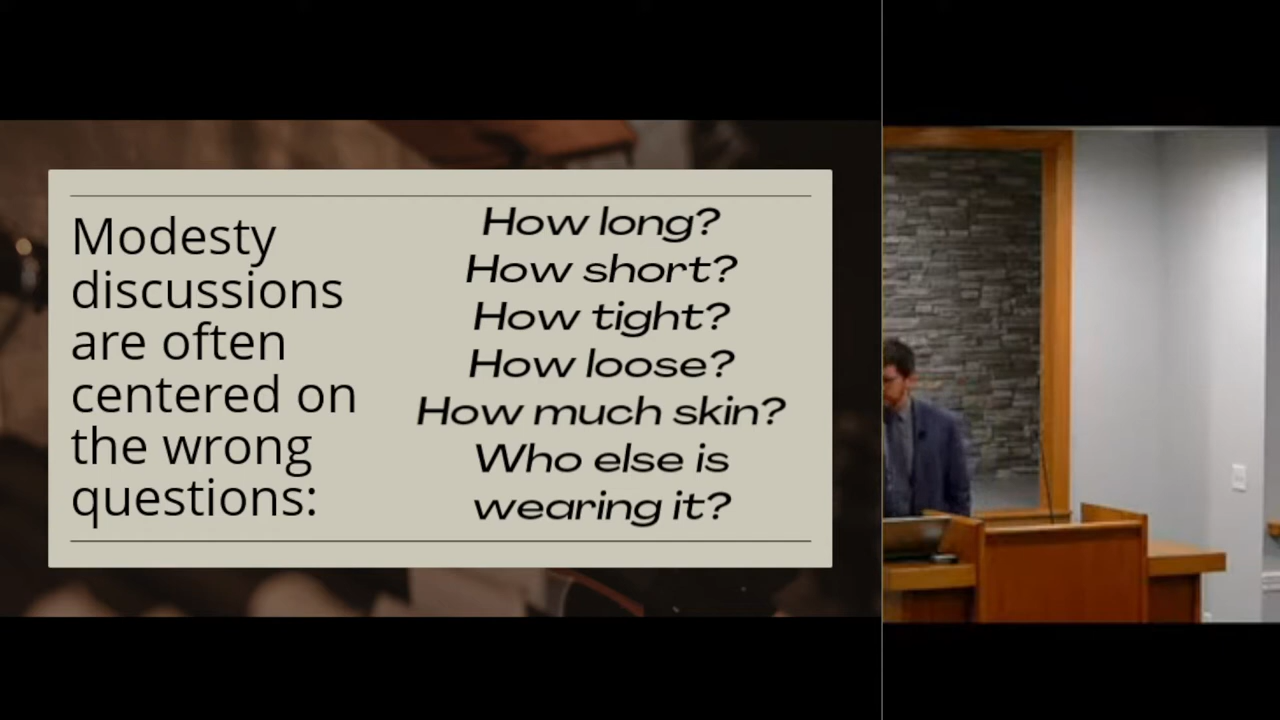 Modesty
discussions
are often
centered on
the wrong
questions:
How long?
How short?
How tight?
How loose?
How much skin?
Who else is
wearing it?